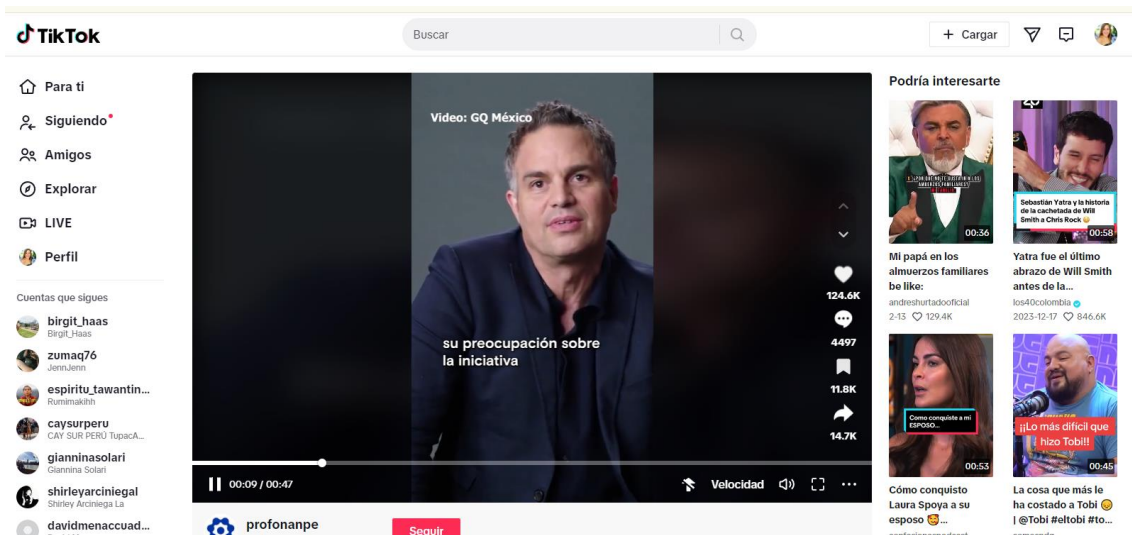 TikTok
Buscar
+ Cargar
Para ti
Siguiendo
Amigos
Explorar
LIVE
Perfil
Cuentas que sigues
birgit_haas
Birgit_Haas
zumaq76
JennJenn
espiritu_tawantin...
Rumimakihh
caysurperu
CAY SUR PERÚ TupacA...
gianninasolari
Giannina Solari
shirleyarciniegal
Shirley Arciniega La
davidmenaccuad...
Video: GQ México
su preocupación sobre
la iniciativa
124.6K
4497
11.8K
14.7K
00:09 / 00:47
Velocidad
profonanpe
Seguir
Podría interesarte
00:36
Mi papá en los
almuerzos familiares
be like:
andreshurtadooficial
2-13 129.4K
Sebastián Yatra y la historia
de la cachetada de Will
Smith a Chris Rock
00:58
Yatra fue el último
abrazo de Will Smith
antes de la...
los40colombia
2023-12-17 846.6K
Como conquiste a mi
ESPOSO...
00:53
Cómo conquisto
Laura Spoya a su
esposo 🥰...
¡¡Lo más difícil que
hizo Tobi!!
00:45
La cosa que más le
ha costado a Tobi 😖
| @Tobi #eltobi #to...